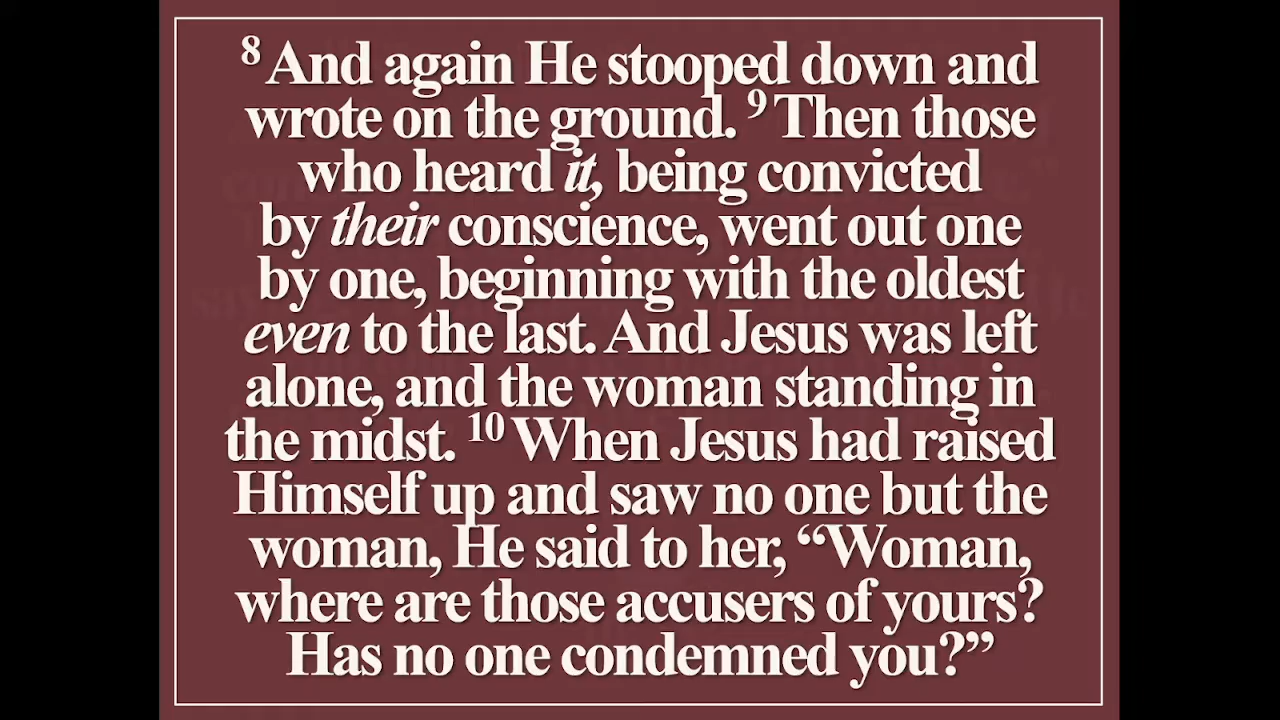 8 And again He stooped down and
wrote on the ground. 9 Then those
who heard it, being convicted
by their conscience, went out one
by one, beginning with the oldest
even to the last. And Jesus was left
alone, and the woman standing in
the midst. 10 When Jesus had raised
Himself up and saw no one but the
woman, He said to her, “Woman,
where are those accusers of yours?
Has no one condemned you?”